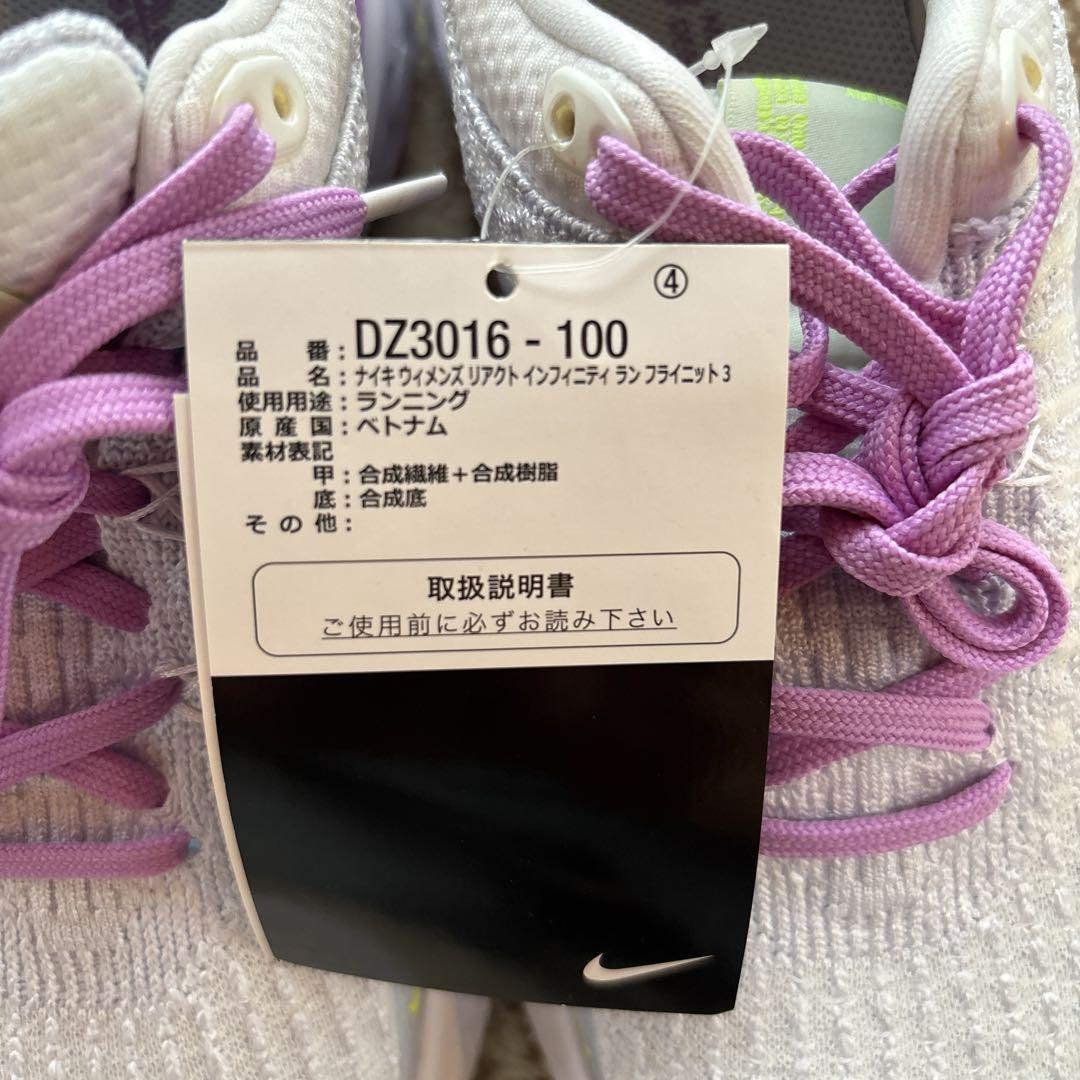 ④
品番:DZ3016 - 100
品名:ナイキ ウィメンズ リアクト インフィニティ ラン フライニット 3
使用用途:ランニング
原産国:ベトナム
素材表記
甲:合成繊維+合成樹脂
底:合成底
その他:
取扱説明書
ご使用前に必ずお読み下さい